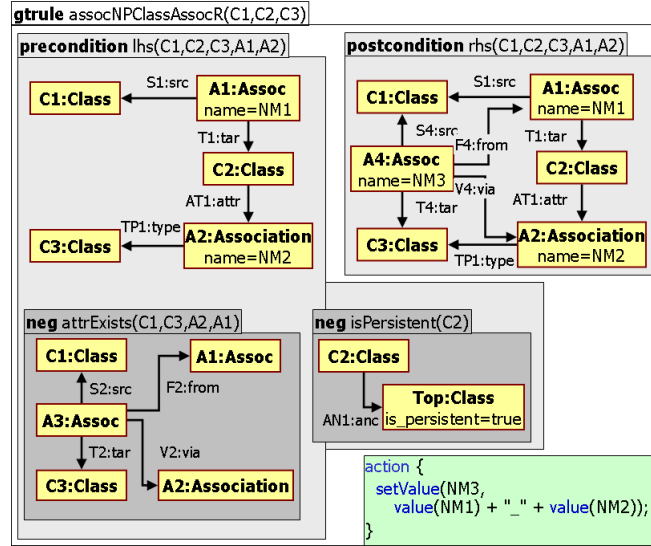 gtrule assocNPClassAssocR(C1,C2,C3)
precondition lhs(C1,C2,C3,A1,A2)
C1:Class
S1:src
A1:Assoc
name=NM1
T1:tar
C2:Class
AT1:attr
C3:Class
TP1:type
A2:Association
name=NM2
postcondition rhs(C1,C2,C3,A1,A2)
C1:Class
S1:src
A1:Assoc
name=NM1
S4:src
F4:from
T1:tar
A4:Assoc
name=NM3
C2:Class
V4:via
T4:tar
AT1:attr
C3:Class
TP1:type
A2:Association
name=NM2
neg attrExists(C1,C3,A2,A1)
C1:Class
A1:Assoc
S2:src
F2:from
A3:Assoc
T2:tar
V2:via
C3:Class
A2:Association
neg isPersistent(C2)
C2:Class
AN1:anc
Top:Class
is_persistent=true
action {
setValue(NM3,
value(NM1) + "_" + value(NM2));
}